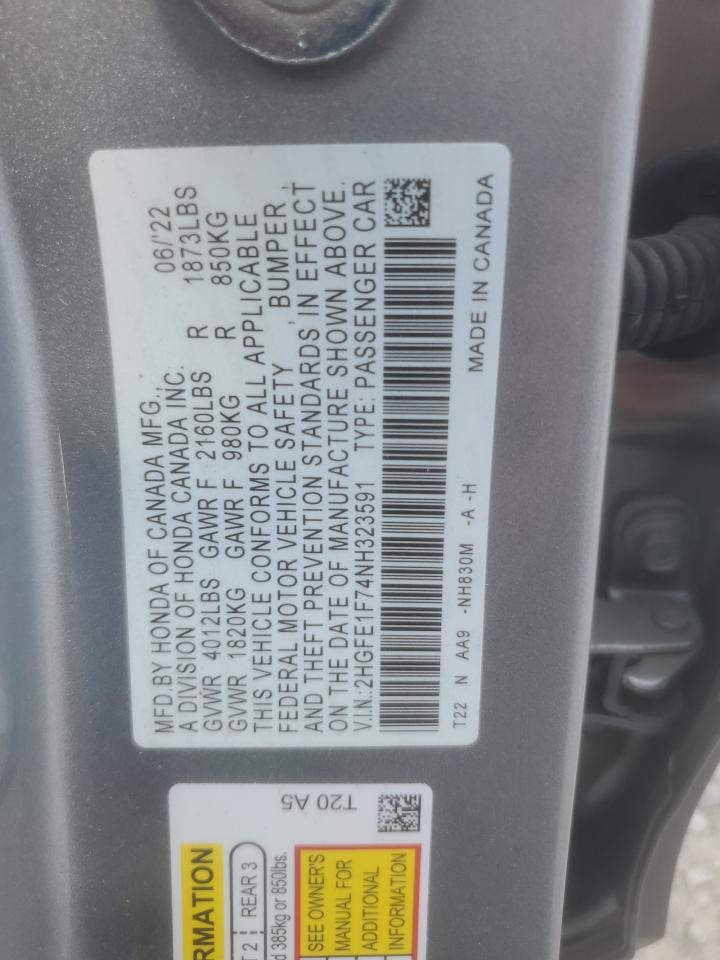 MFD.BY HONDA OF CANADA MFG., 06/'22
A DIVISION OF HONDA CANADA INC.
GVWR 4012LBS GAWR F 2160LBS R 1873LBS
GVWR 1820KG GAWR F 980KG R 850KG
THIS VEHICLE CONFORMS TO ALL APPLICABLE
FEDERAL MOTOR VEHICLE SAFETY , BUMPER ,
AND THEFT PREVENTION STANDARDS IN EFFECT
ON THE DATE OF MANUFACTURE SHOWN ABOVE.
V.I.N.:2HGFE1F74NH323591 TYPE: PASSENGER CAR
T22 N AA9 -NH830M -A -H MADE IN CANADA
T20 A5
RMATION
T 2 REAR 3
d 385kg or 850lbs.
SEE OWNER'S
MANUAL FOR
ADDITIONAL
INFORMATION